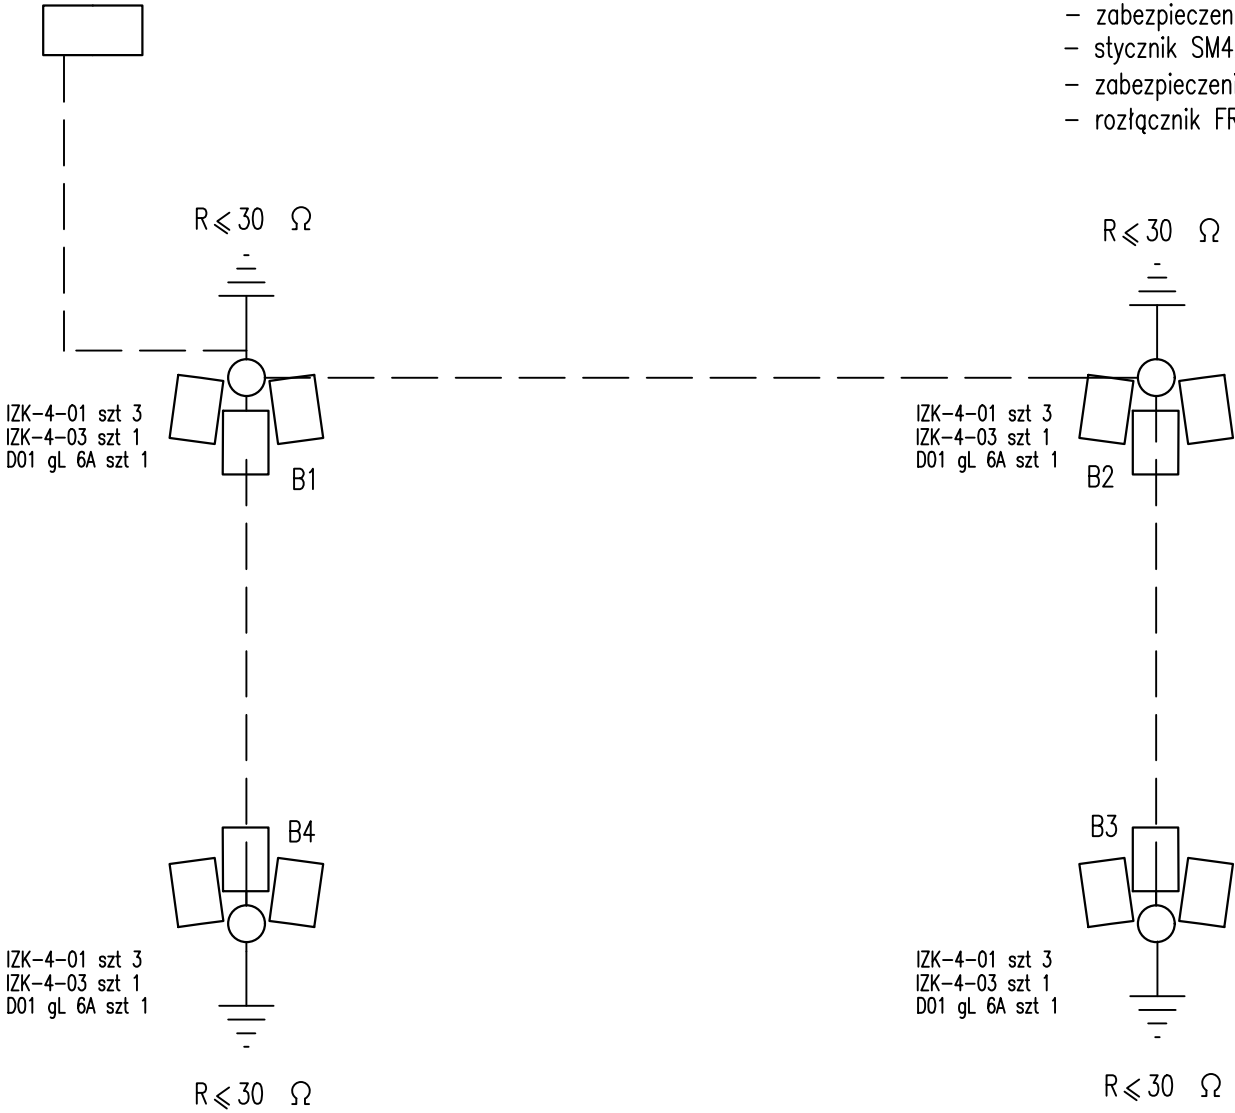 – zabezpieczen
– stycznik SM4
– zabezpieczeni
– rozłącznik FR
R⩽30 Ω
R⩽30 Ω
IZK-4-01 szt 3
IZK-4-03 szt 1
D01 gL 6A szt 1
B1
IZK-4-01 szt 3
IZK-4-03 szt 1
D01 gL 6A szt 1
B2
B4
B3
IZK-4-01 szt 3
IZK-4-03 szt 1
D01 gL 6A szt 1
IZK-4-01 szt 3
IZK-4-03 szt 1
D01 gL 6A szt 1
R⩽30 Ω
R⩽30 Ω